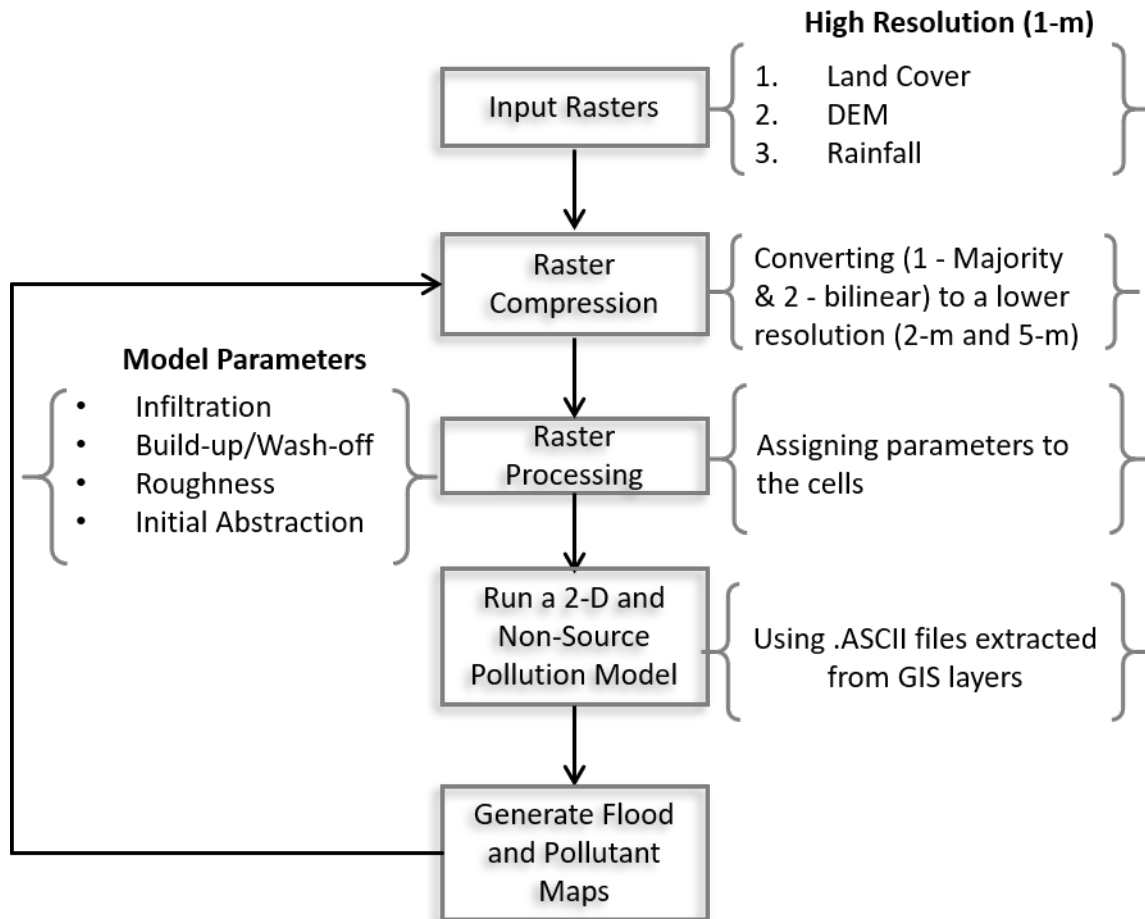 High Resolution (1-m)
Input Rasters
1. Land Cover
2. DEM
3. Rainfall
Raster
Compression
Converting (1 - Majority
& 2 - bilinear) to a lower
resolution (2-m and 5-m)
Model Parameters
• Infiltration
• Build-up/Wash-off
• Roughness
• Initial Abstraction
Raster
Processing
Assigning parameters to
the cells
Run a 2-D and
Non-Source
Pollution Model
Using .ASCII files extracted
from GIS layers
Generate Flood
and Pollutant
Maps